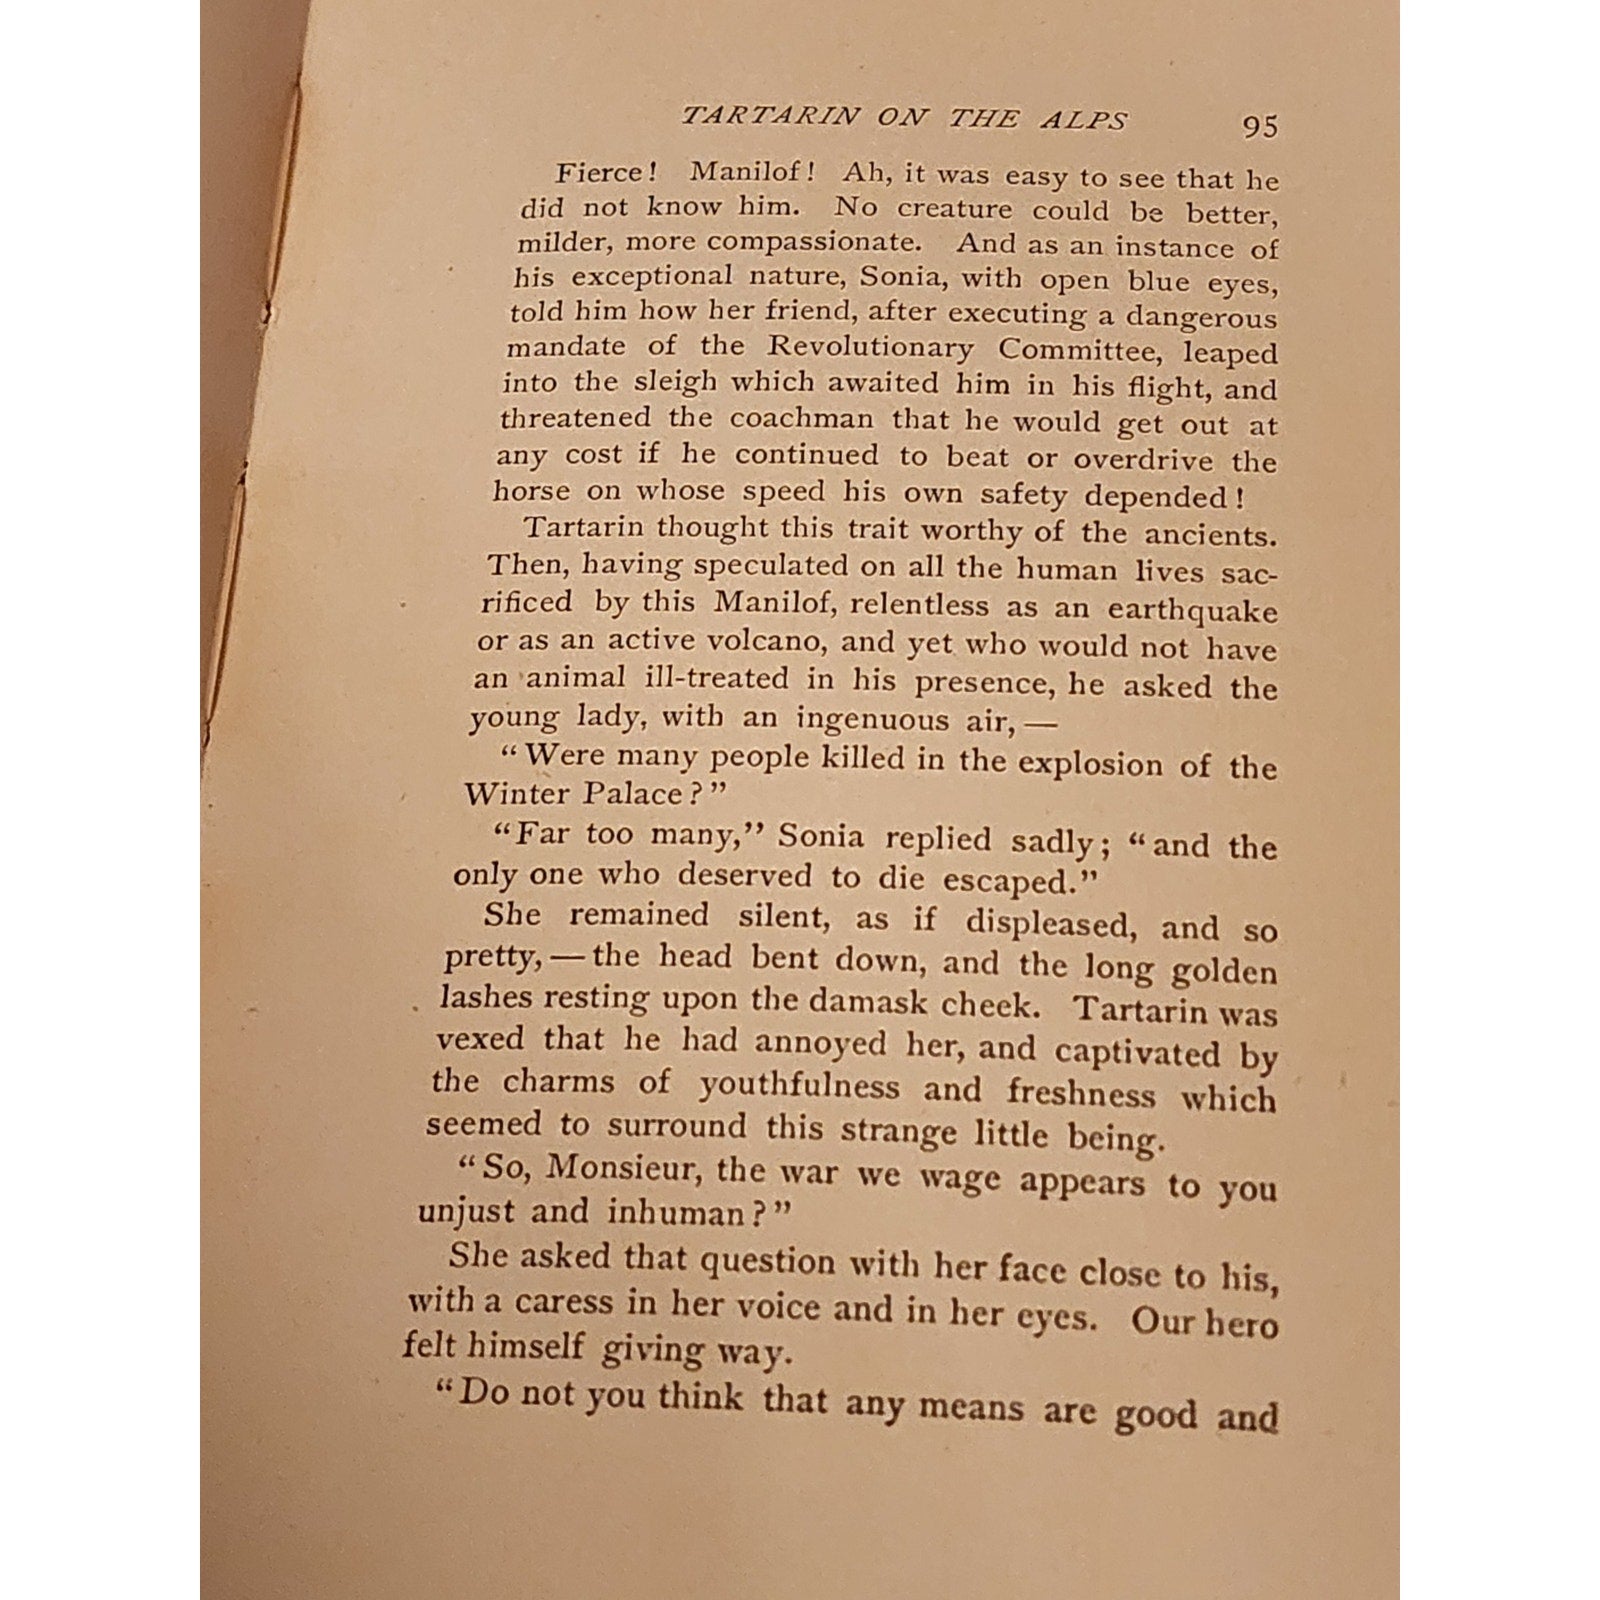 TARTARIN ON THE ALPS 95
Fierce! Manilof! Ah, it was easy to see that he
did not know him. No creature could be better,
milder, more compassionate. And as an instance of
his exceptional nature, Sonia, with open blue eyes,
told him how her friend, after executing a dangerous
mandate of the Revolutionary Committee, leaped
into the sleigh which awaited him in his flight, and
threatened the coachman that he would get out at
any cost if he continued to beat or overdrive the
horse on whose speed his own safety depended!
Tartarin thought this trait worthy of the ancients.
Then, having speculated on all the human lives sac-
rificed by this Manilof, relentless as an earthquake
or as an active volcano, and yet who would not have
an animal ill-treated in his presence, he asked the
young lady, with an ingenuous air, —
“Were many people killed in the explosion of the
Winter Palace?”
“Far too many,” Sonia replied sadly; “and the
only one who deserved to die escaped.”
She remained silent, as if displeased, and so
pretty, — the head bent down, and the long golden
lashes resting upon the damask cheek. Tartarin was
vexed that he had annoyed her, and captivated by
the charms of youthfulness and freshness which
seemed to surround this strange little being.
“So, Monsieur, the war we wage appears to you
unjust and inhuman?”
She asked that question with her face close to his,
with a caress in her voice and in her eyes. Our hero
felt himself giving way.
“Do not you think that any means are good and